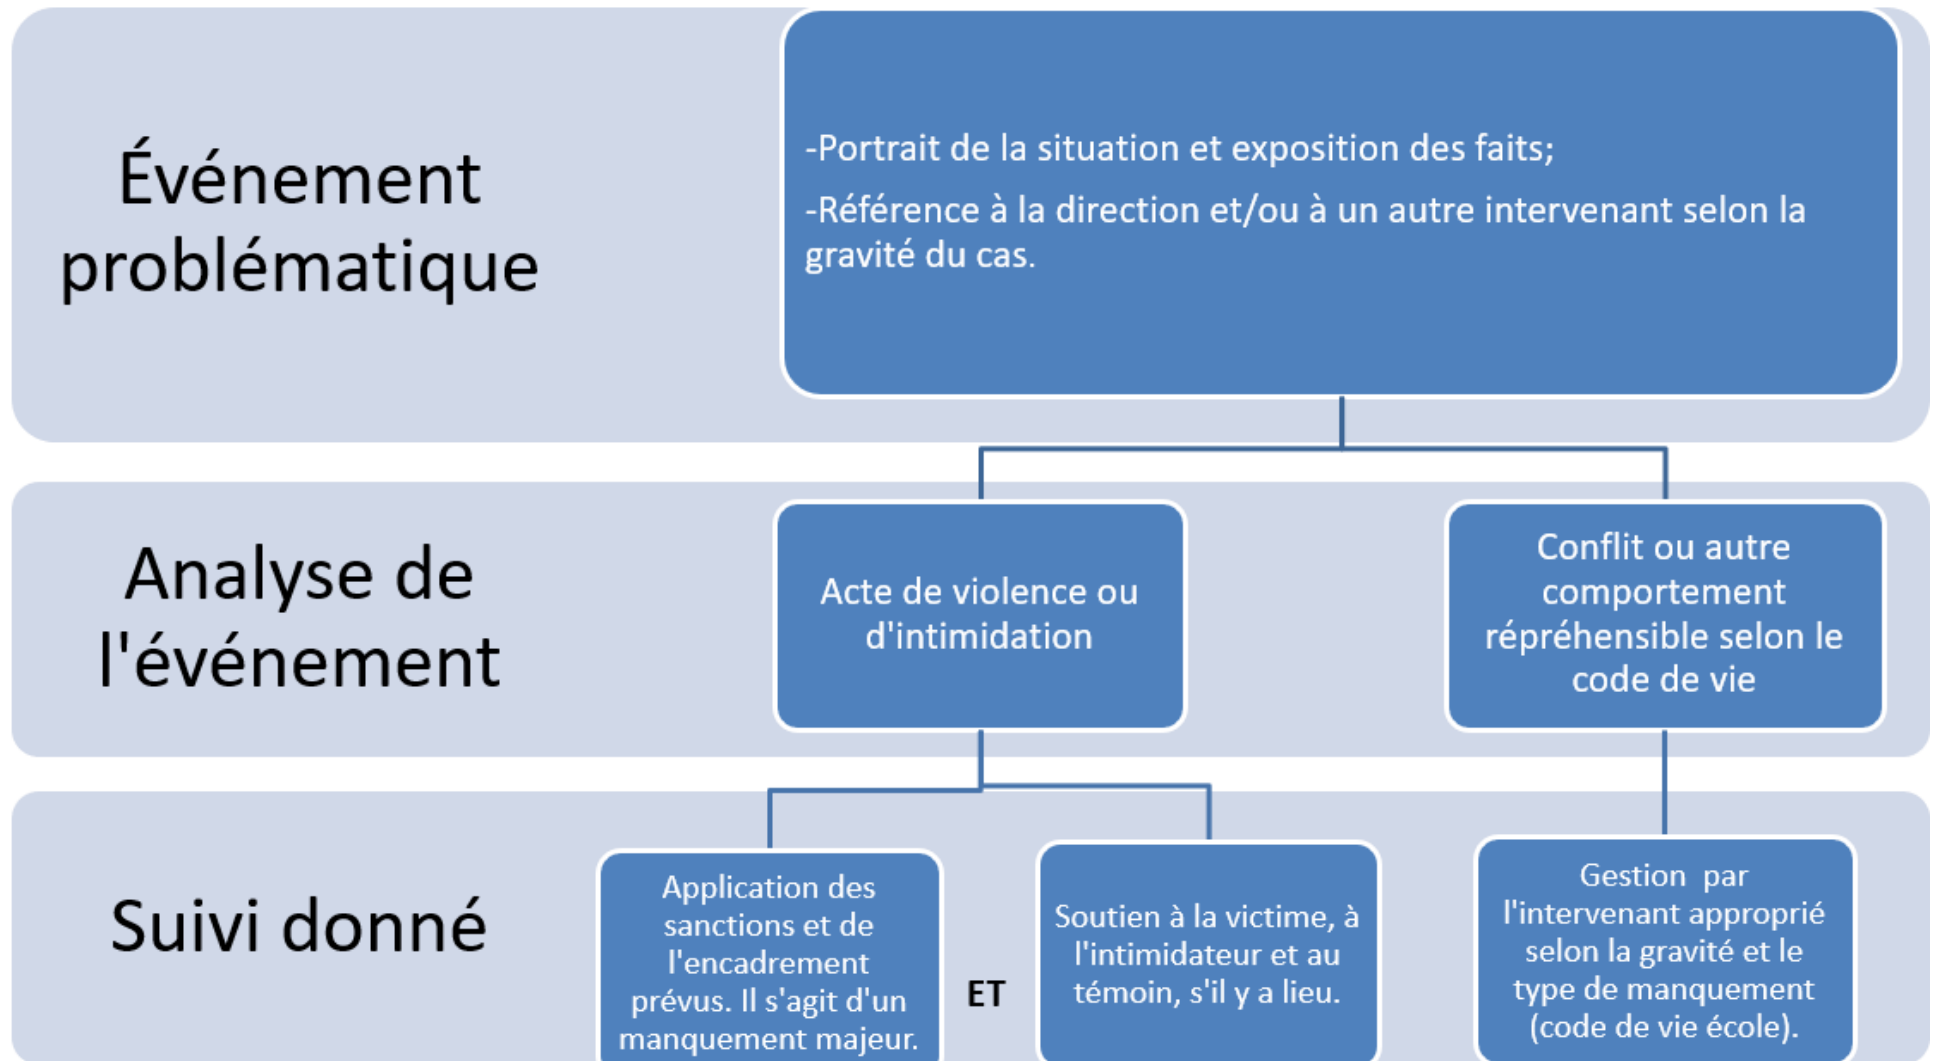 Événement
problématique
-Portrait de la situation et exposition des faits;
-Référence à la direction et/ou à un autre intervenant selon la
gravité du cas.
Analyse de
l'événement
Acte de violence ou
d'intimidation
Conflit ou autre
comportement
répréhensible selon le
code de vie
Suivi donné
Application des
sanctions et de
l'encadrement
prévus. Il s'agit d'un
manquement majeur.
ET
Soutien à la victime, à
l'intimidateur et au
témoin, s'il y a lieu.
Gestion par
l'intervenant approprié
selon la gravité et le
type de manquement
(code de vie école).